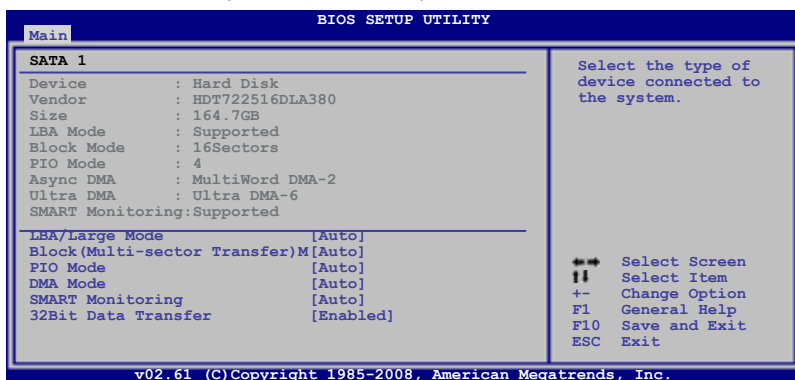 BIOS SETUP UTILITY
Main
SATA 1
Device : Hard Disk
Vendor : HDT722516DLA380
Size : 164.7GB
LBA Mode : Supported
Block Mode : 16Sectors
PIO Mode : 4
Async DMA : MultiWord DMA-2
Ultra DMA : Ultra DMA-6
SMART Monitoring:Supported
LBA/Large Mode [Auto]
Block(Multi-sector Transfer)M[Auto]
PIO Mode [Auto]
DMA Mode [Auto]
SMART Monitoring [Auto]
32Bit Data Transfer [Enabled]
Select the type of
device connected to
the system.
Select Screen
Select Item
+- Change Option
F1 General Help
F10 Save and Exit
ESC Exit
v02.61 (C)Copyright 1985-2008, American Megatrends, Inc.